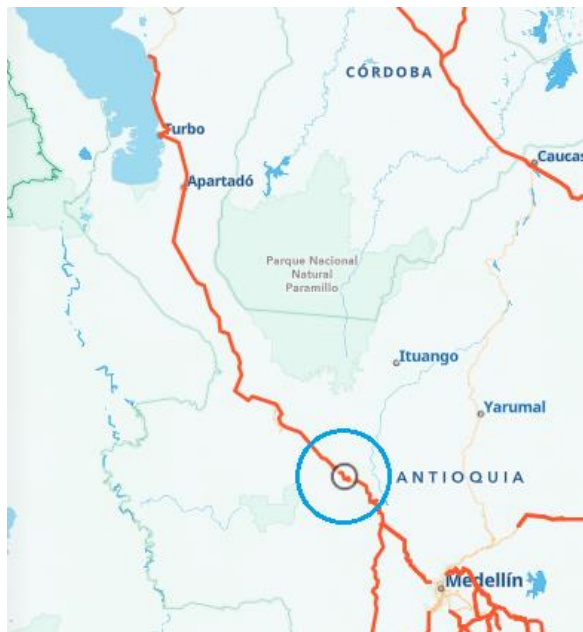 CÓRDOBA
Turbo
Caucas
Apartadó
Parque Nacional
Natural
Paramillo
Ituango
Yarumal
ANTIOQUIA
Medellín